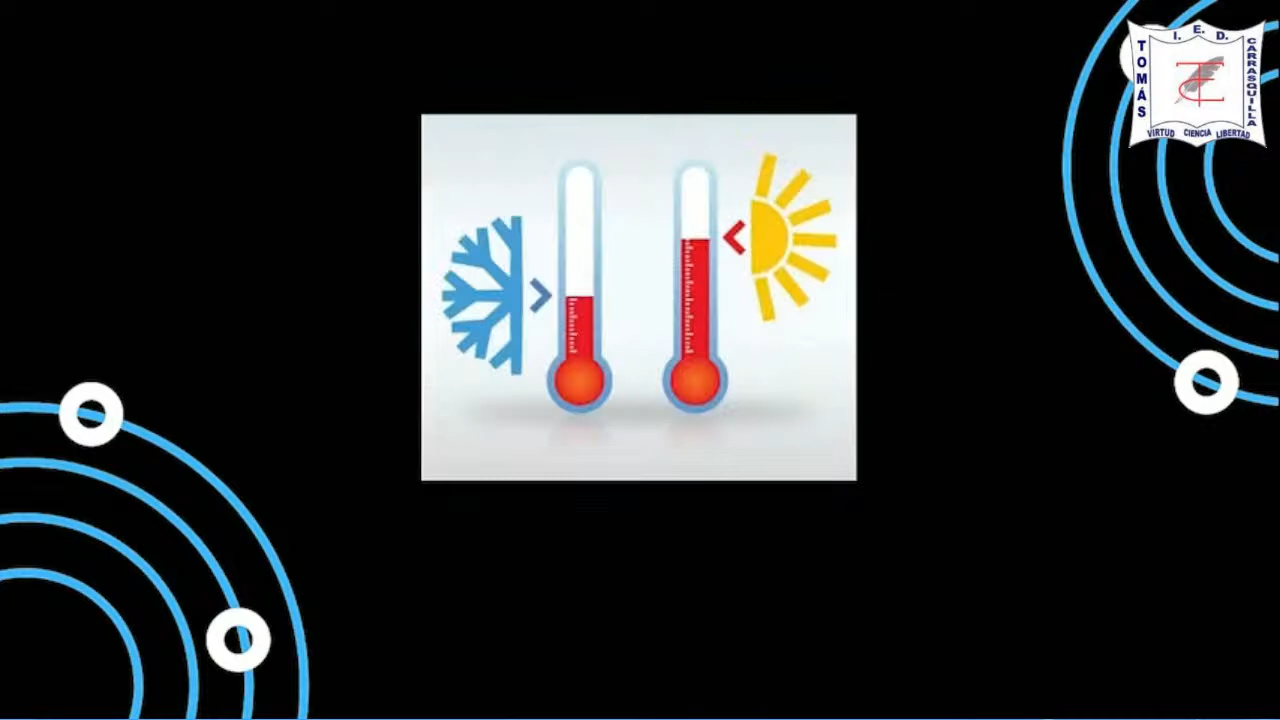 I. E. D.
TOMÁS
CARRASQUILLA
VIRTUD CIENCIA LIBERTAD